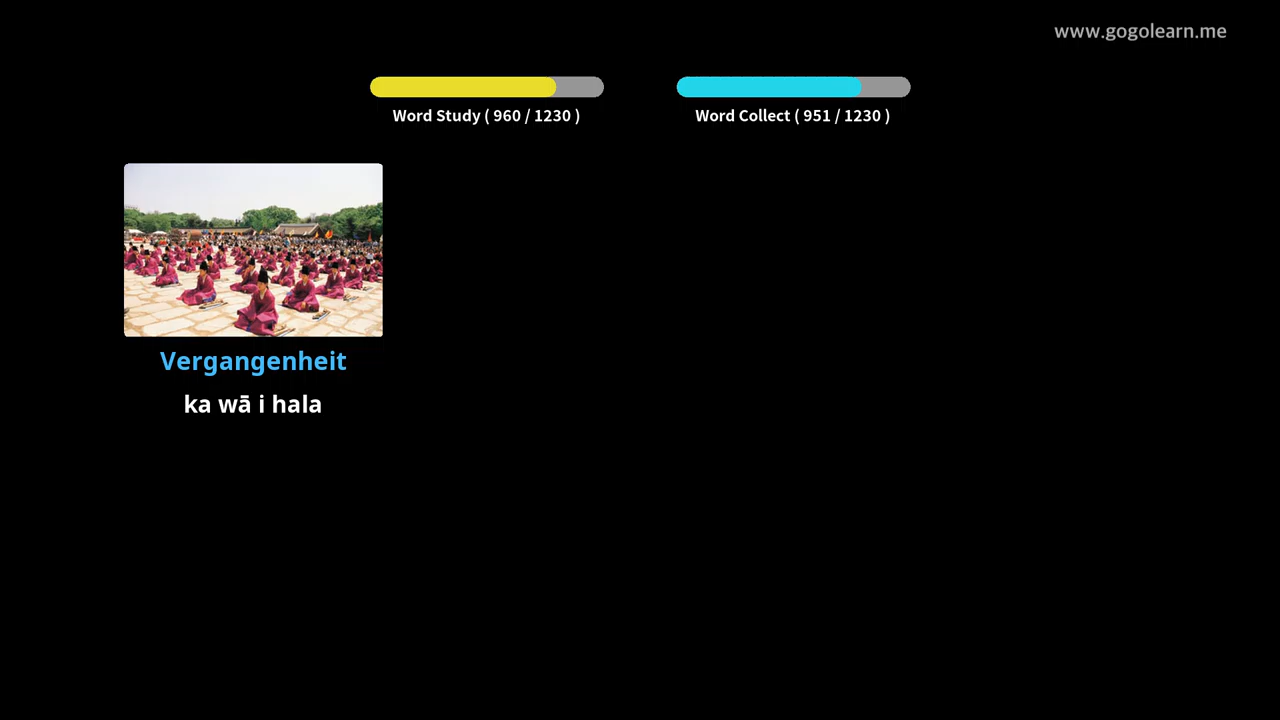 www.gogolearn.me
Word Study ( 960 / 1230 )
Word Collect ( 951 / 1230 )
Vergangenheit
ka wā i hala